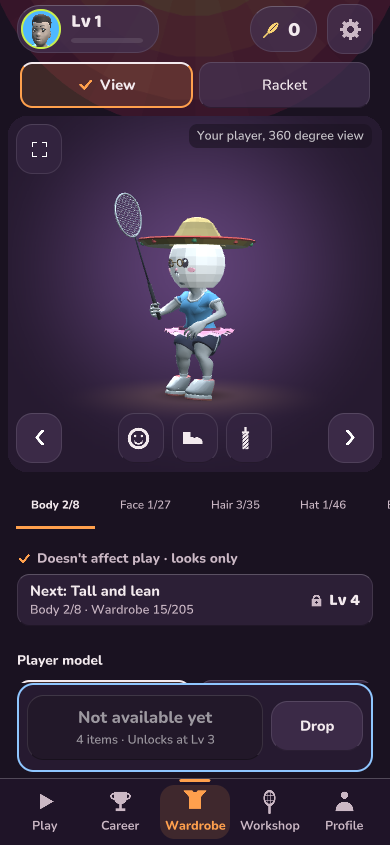 Lv 1
0
View
Racket
Your player, 360 degree view
Body 2/8
Face 1/27
Hair 3/35
Hat 1/46
Doesn't affect play · looks only
Next: Tall and lean
Body 2/8 · Wardrobe 15/205
Lv 4
Player model
Not available yet
4 items · Unlocks at Lv 3
Drop
Play
Career
Wardrobe
Workshop
Profile